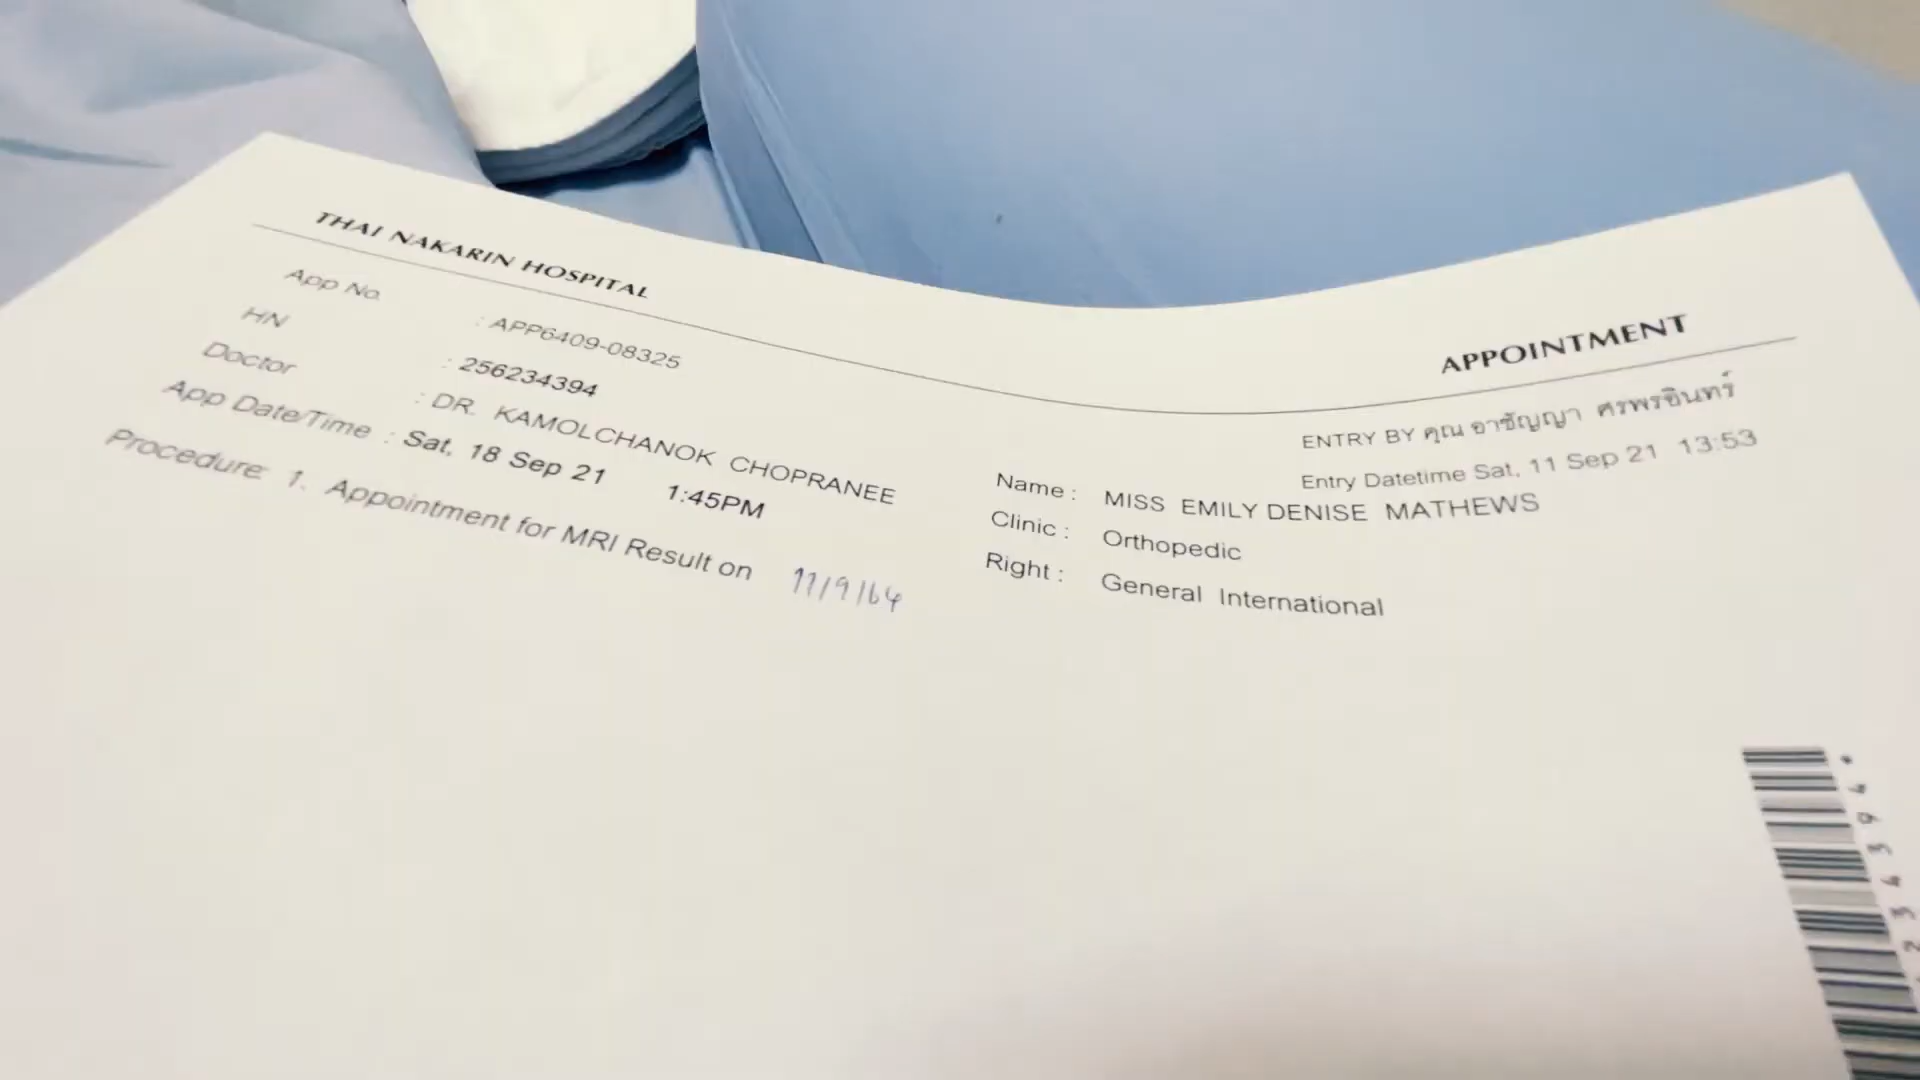 THAI NAKARIN HOSPITAL
APPOINTMENT
App No. : APP6409-08325
ENTRY BY คุณ อาชัญญา ศรพรอินทร์
HN : 256234394
Entry Datetime Sat, 11 Sep 21 13:53
Doctor : DR. KAMOLCHANOK CHOPRANEE
Name : MISS EMILY DENISE MATHEWS
App Date/Time : Sat, 18 Sep 21 1:45PM
Clinic : Orthopedic
Right : General International
Procedure: 1. Appointment for MRI Result on 11/9/64